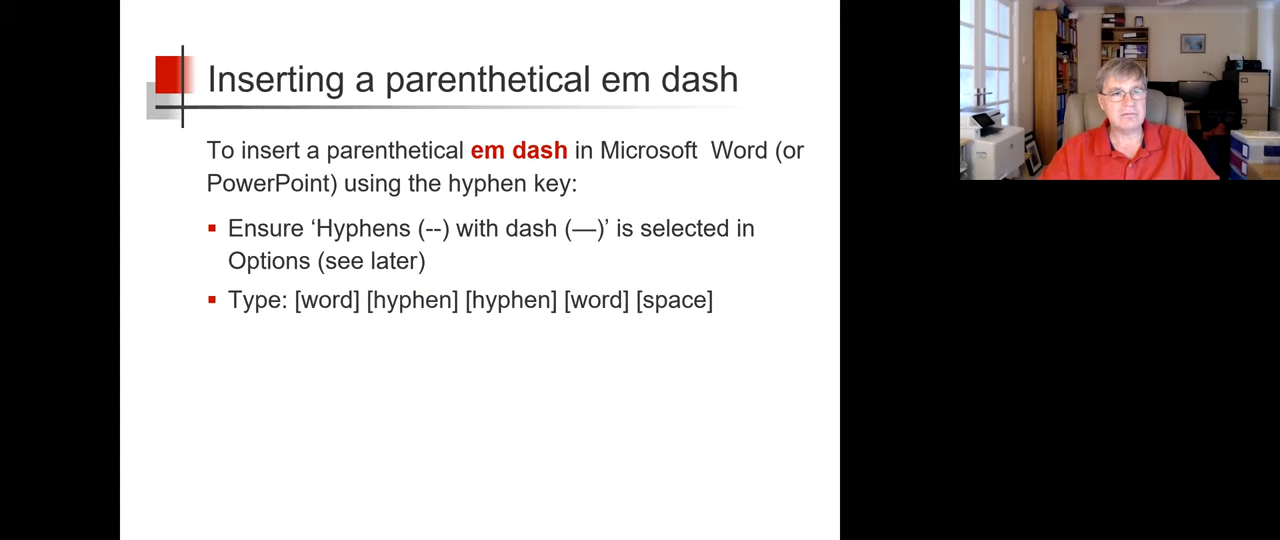 Inserting a parenthetical em dash
To insert a parenthetical em dash in Microsoft  Word (or
PowerPoint) using the hyphen key:
▪ Ensure ‘Hyphens (--) with dash (—)’ is selected in
Options (see later)
▪ Type: [word] [hyphen] [hyphen] [word] [space]